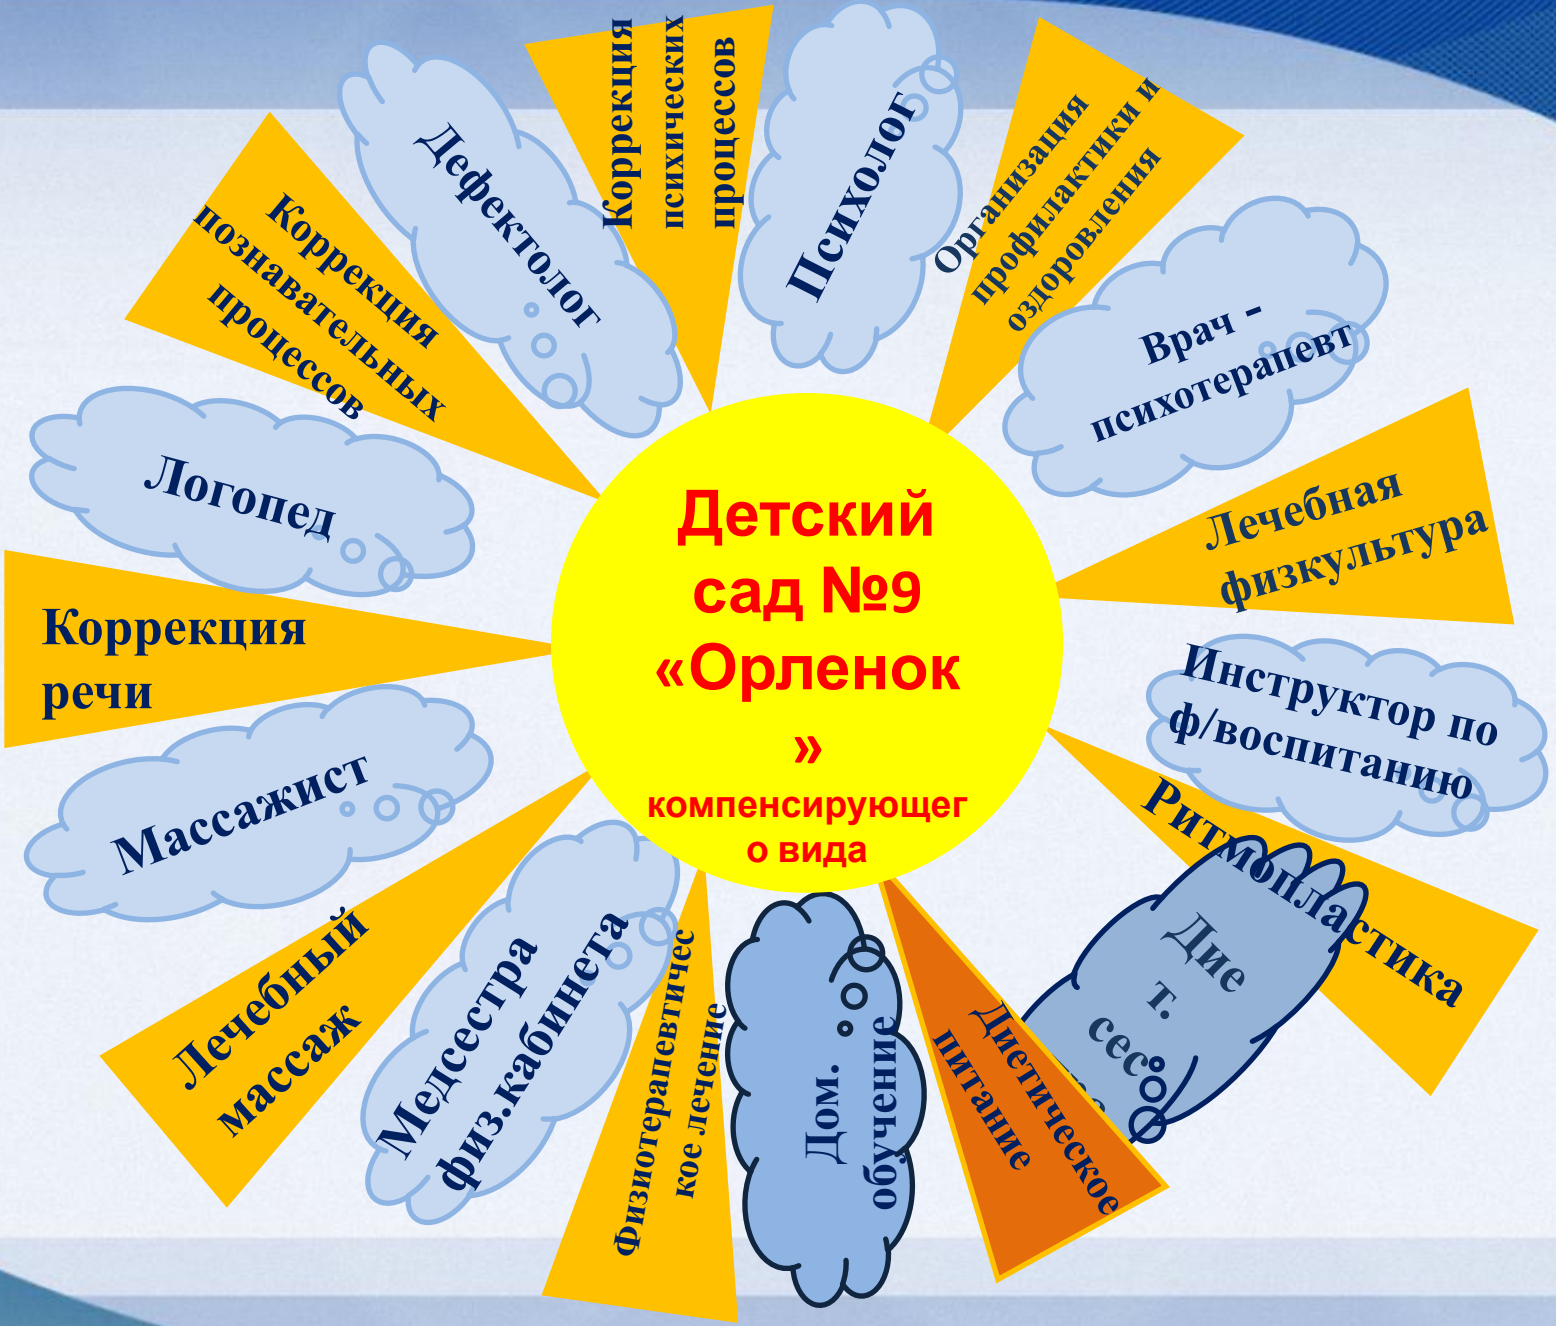 Детский
сад №9
«Орленок
»
компенсирующег
о вида
Коррекция
психических
процессов
Психолог
Организация
профилактики и
оздоровления
Врач -
психотерапевт
Лечебная
физкультура
Инструктор по
ф/воспитанию
Ритмопластика
Дие
т.
сес
Диетическое
питание
Дом.
обучение
Физиотерапевтичес
кое лечение
Медсестра
физ.кабинета
Лечебный
массаж
Массажист
Коррекция
речи
Логопед
Коррекция
познавательных
процессов
Дефектолог